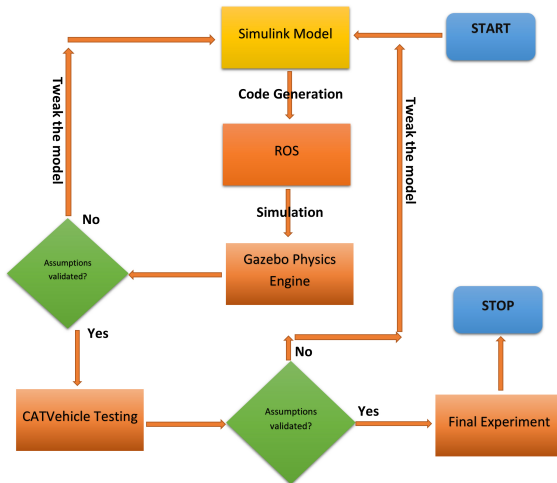 START
Simulink Model
Code Generation
Tweak the model
Tweak the model
ROS
Simulation
No
Gazebo Physics
Engine
Assumptions
validated?
STOP
Yes
No
CATVehicle Testing
Assumptions
validated?
Yes
Final Experiment